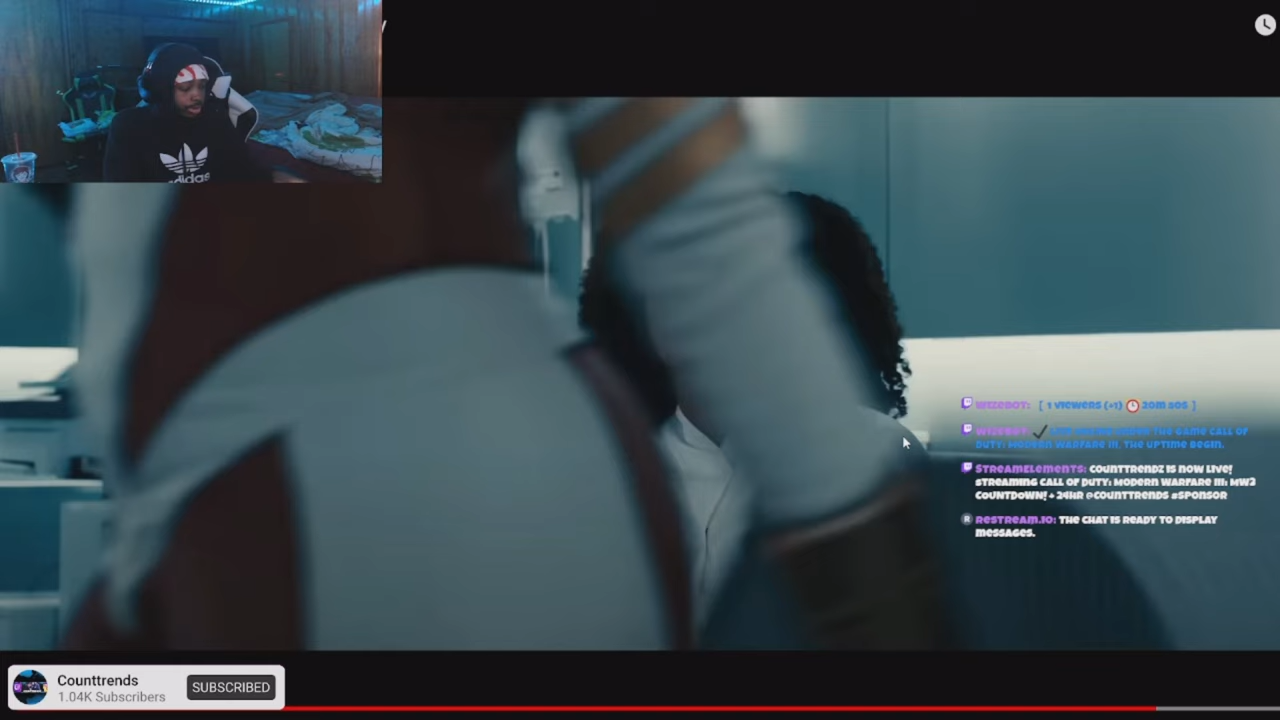 adidas
WIZEBOT: [ 1 VIEWERS (+1) 20M 50S ]
WIZEBOT: THE GAME CALL OF
DUTY: MODERN WARFARE III. THE UPTIME BEGIN.
STREAMELEMENTS: COUNTTRENDZ IS NOW LIVE!
STREAMING CALL OF DUTY: MODERN WARFARE III: MW3
COUNTDOWN! + 24HR @COUNTTRENDS #SPONSOR
RESTREAM.IO: THE CHAT IS READY TO DISPLAY
MESSAGES.
Counttrends
1.04K Subscribers
SUBSCRIBED